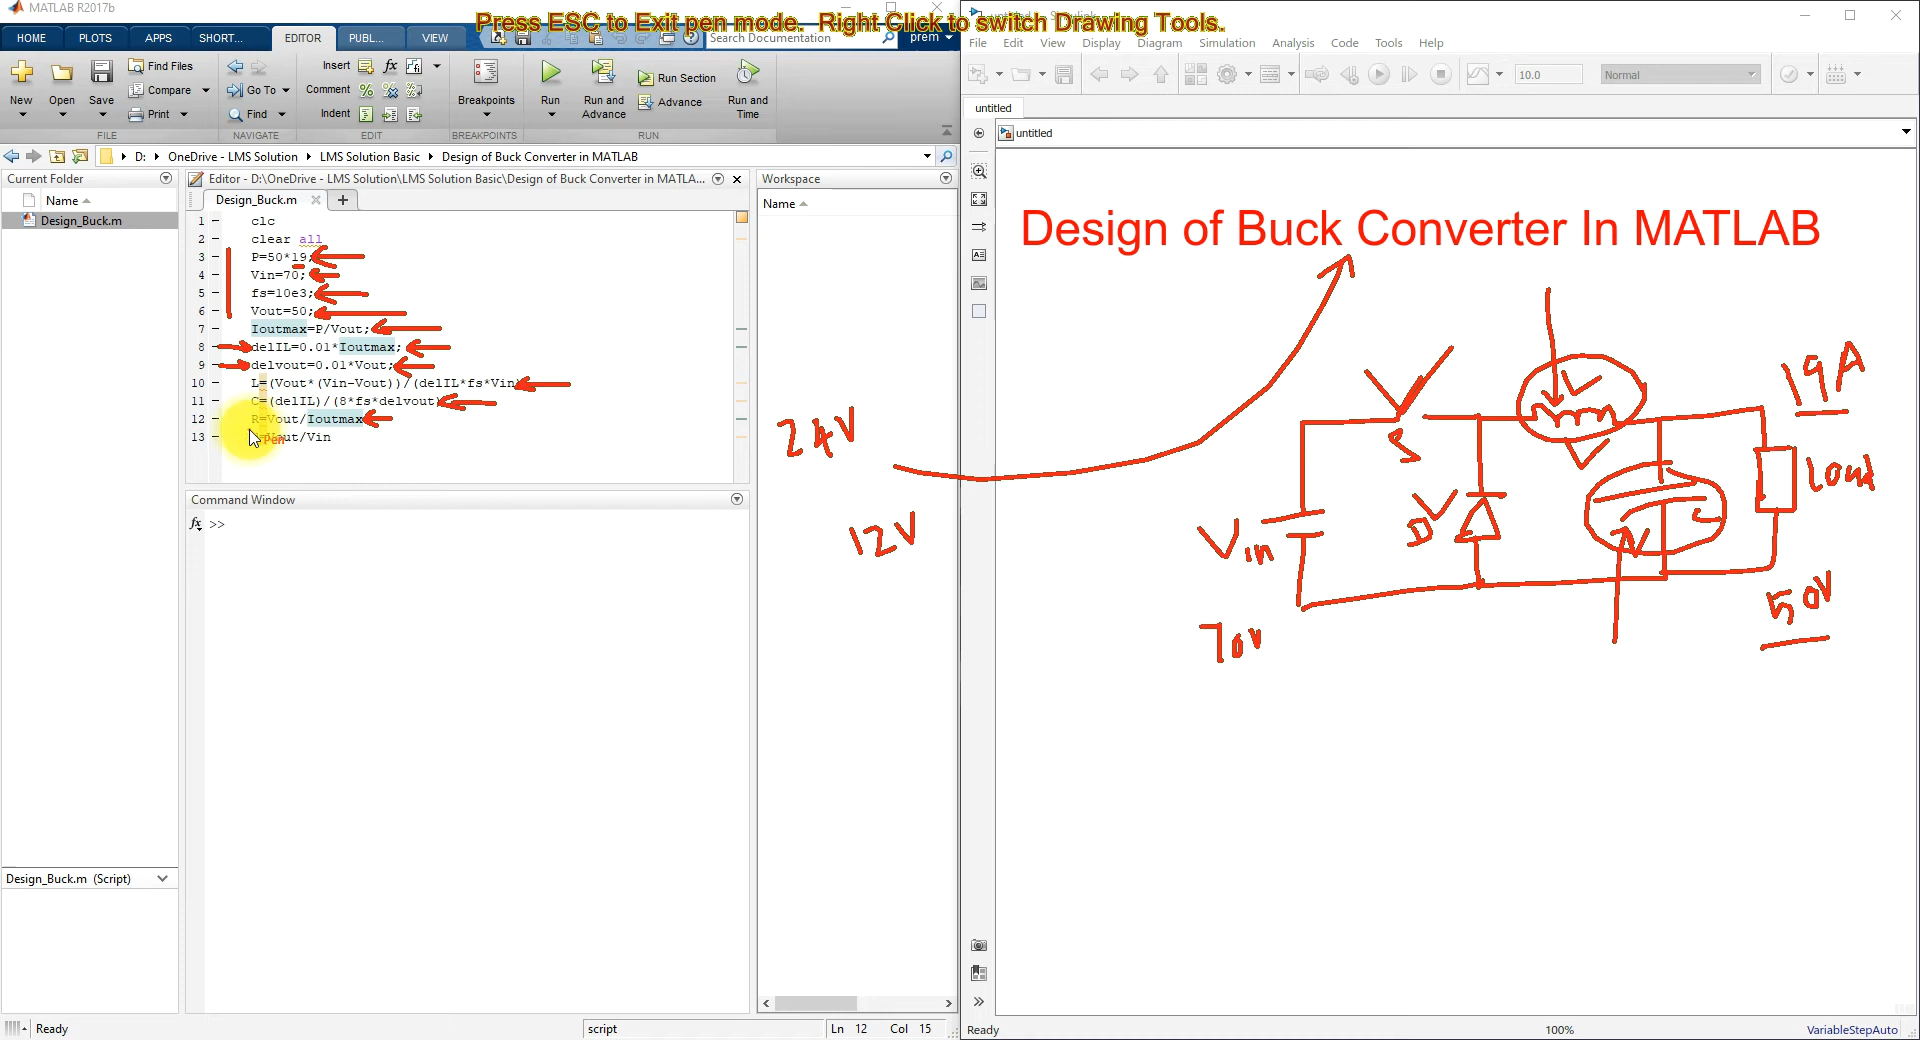 MATLAB R2017b
Press ESC to Exit pen mode. Right Click to switch Drawing Tools.
HOME PLOTS APPS SHORT... EDITOR PUBL... VIEW Search Documentation prem
File Edit View Display Diagram Simulation Analysis Code Tools Help
New Open Save Find Files Compare Print
Go To Find
Insert fx
Comment
Indent
Breakpoints Run Run and Advance Run Section Advance Run and Time
10.0 Normal
FILE NAVIGATE EDIT BREAKPOINTS RUN
untitled
untitled
D: OneDrive - LMS Solution LMS Solution Basic Design of Buck Converter in MATLAB
Current Folder
Name
Design_Buck.m
Editor - D:\OneDrive - LMS Solution\LMS Solution Basic\Design of Buck Converter in MATLA...
Design_Buck.m
1 clc
2 clear all
3 P=50*19;
4 Vin=70;
5 fs=10e3;
6 Vout=50;
7 Ioutmax=P/Vout;
8 delIL=0.01*Ioutmax;
9 delvout=0.01*Vout;
10 L=(Vout*(Vin-Vout))/(delIL*fs*Vin)
11 C=(delIL)/(8*fs*delvout)
12 R=Vout/Ioutmax
13 Vout/Vin
Pen
Workspace
Name
Command Window
fx >>
Design of Buck Converter In MATLAB
24V
12V
Vin
70V
S
D
L
C
19A
Load
50V
Design_Buck.m (Script)
Ready script Ln 12 Col 15
Ready 100% VariableStepAuto